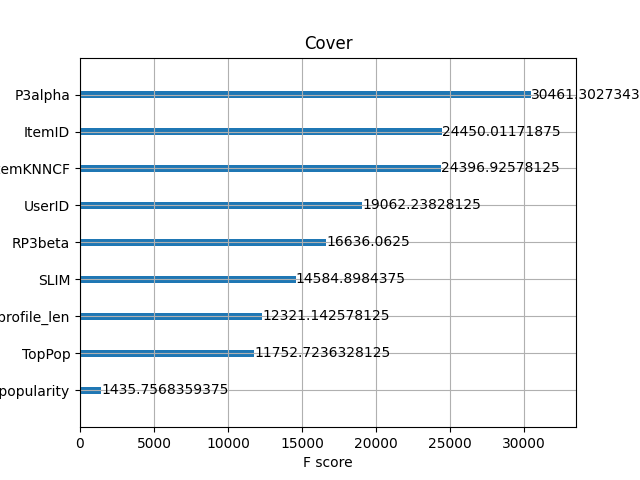 Cover
P3alpha 30461.3027343
ItemID 24450.01171875
emKNNCF 24396.92578125
UserID 19062.23828125
RP3beta 16636.0625
SLIM 14584.8984375
profile_len 12321.142578125
TopPop 11752.7236328125
popularity 1435.7568359375
0 5000 10000 15000 20000 25000 30000
F score